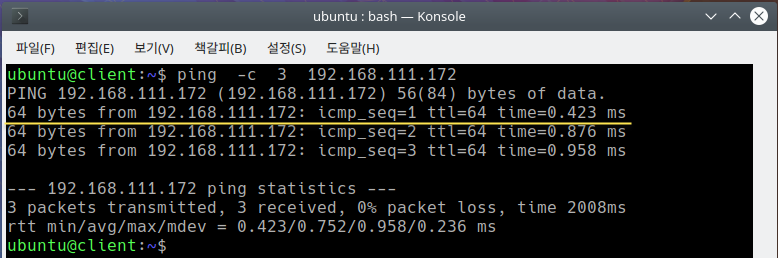 ubuntu : bash — Konsole
파일(F) 편집(E) 보기(V) 책갈피(B) 설정(S) 도움말(H)
ubuntu@client:~$ ping  -c  3  192.168.111.172
PING 192.168.111.172 (192.168.111.172) 56(84) bytes of data.
64 bytes from 192.168.111.172: icmp_seq=1 ttl=64 time=0.423 ms
64 bytes from 192.168.111.172: icmp_seq=2 ttl=64 time=0.876 ms
64 bytes from 192.168.111.172: icmp_seq=3 ttl=64 time=0.958 ms
--- 192.168.111.172 ping statistics ---
3 packets transmitted, 3 received, 0% packet loss, time 2008ms
rtt min/avg/max/mdev = 0.423/0.752/0.958/0.236 ms
ubuntu@client:~$